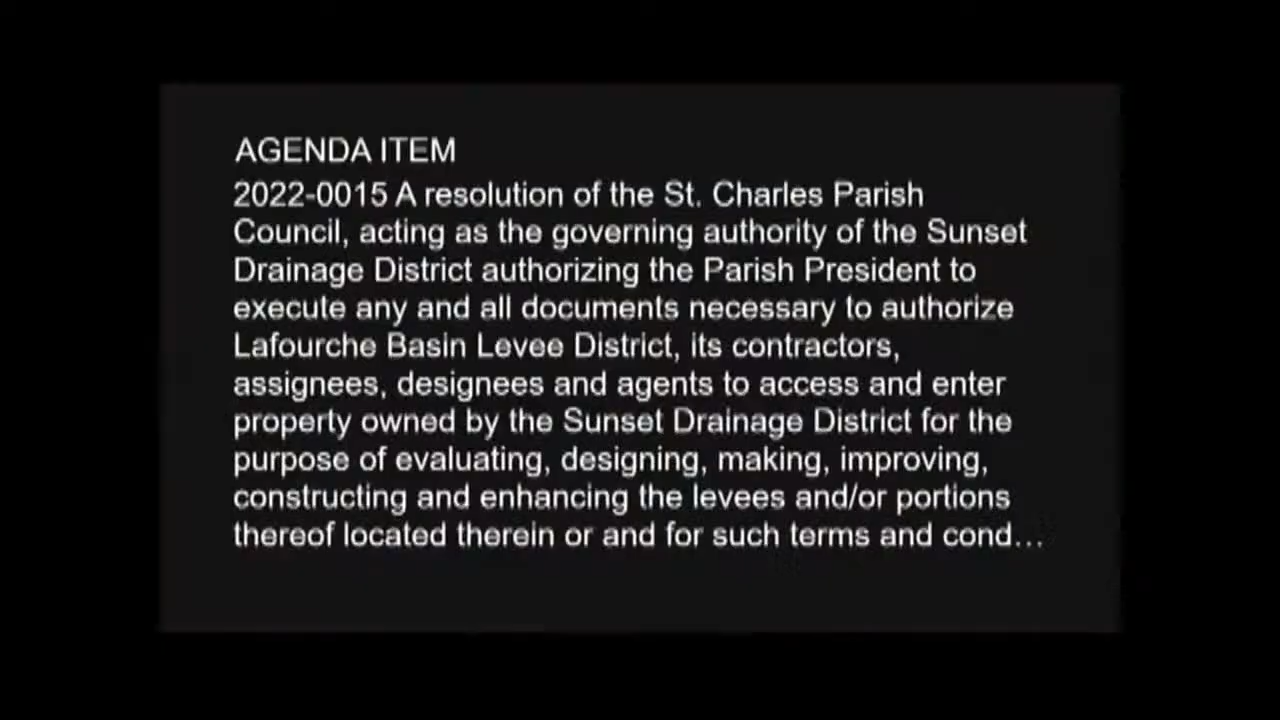 AGENDA ITEM
2022-0015 A resolution of the St. Charles Parish
Council, acting as the governing authority of the Sunset
Drainage District authorizing the Parish President to
execute any and all documents necessary to authorize
Lafourche Basin Levee District, its contractors,
assignees, designees and agents to access and enter
property owned by the Sunset Drainage District for the
purpose of evaluating, designing, making, improving,
constructing and enhancing the levees and/or portions
thereof located therein or and for such terms and cond...